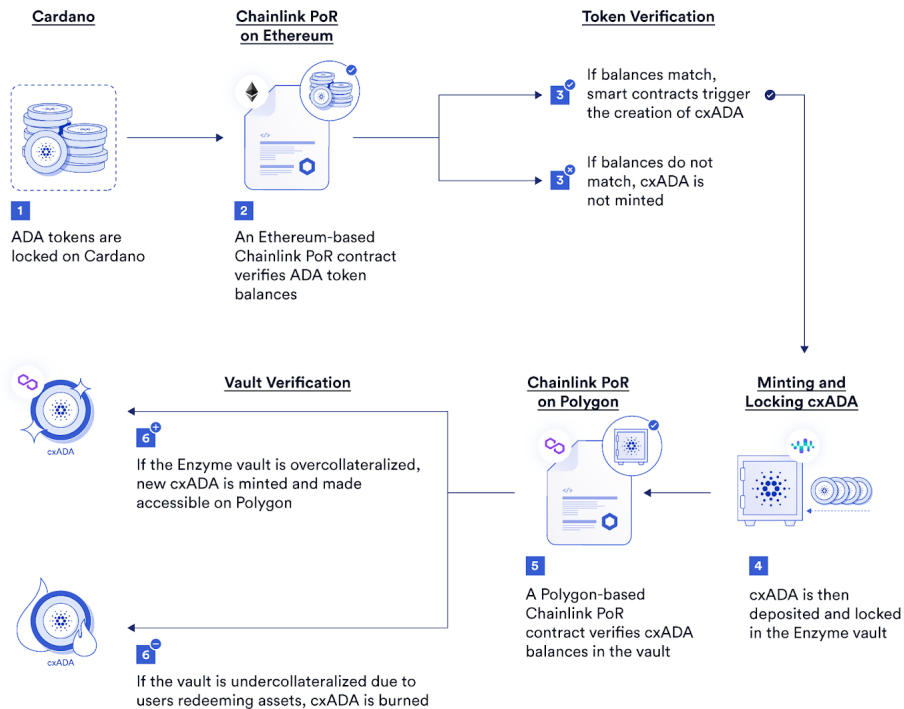 Cardano
Chainlink PoR
on Ethereum
Token Verification
3
If balances match,
smart contracts trigger
the creation of cxADA
</>
3
If balances do not
match, cxADA is
not minted
1
ADA tokens are
locked on Cardano
2
An Ethereum-based
Chainlink PoR contract
verifies ADA token
balances
Vault Verification
Chainlink PoR
on Polygon
Minting and
Locking cxADA
cxADA
6
If the Enzyme vault is overcollateralized,
new cxADA is minted and made
accessible on Polygon
</>
5
A Polygon-based
Chainlink PoR
contract verifies cxADA
balances in the vault
4
cxADA is then
deposited and locked
in the Enzyme vault
cxADA
6
If the vault is undercollateralized due to
users redeeming assets, cxADA is burned